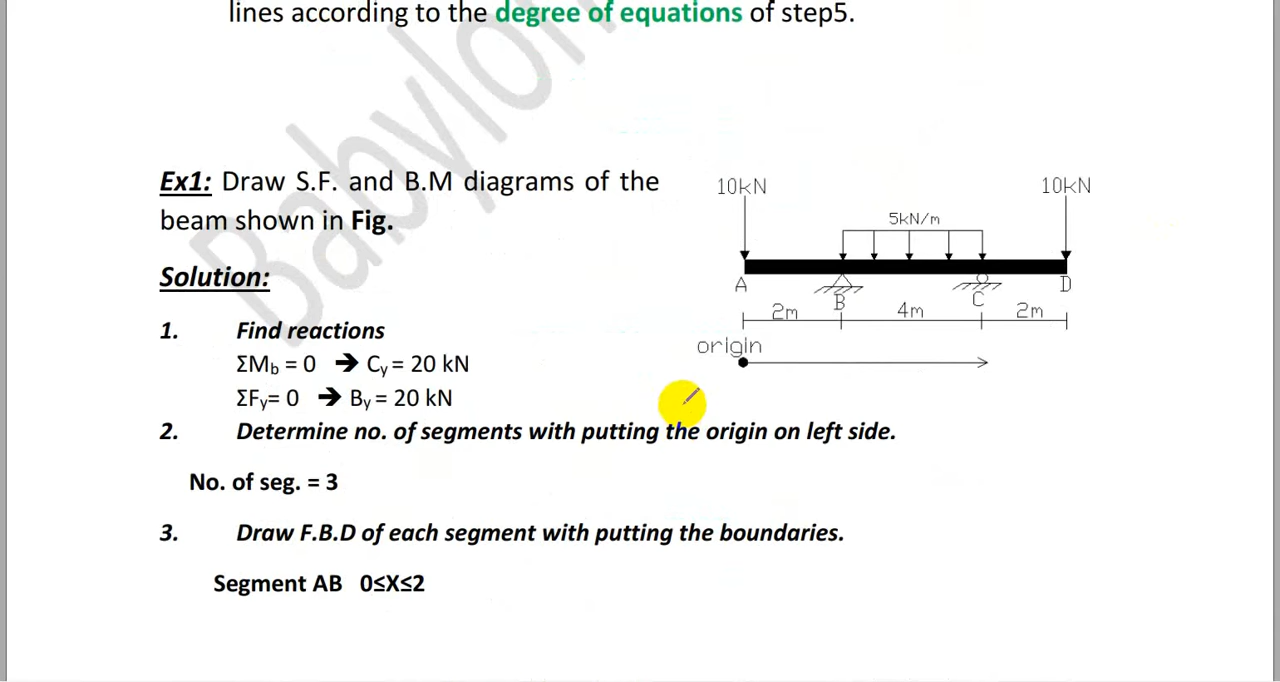 lines according to the degree of equations of step5.
Ex1: Draw S.F. and B.M diagrams of the
beam shown in Fig.
Solution:
1. Find reactions
ΣMb = 0 ➔ Cy = 20 kN
ΣFy= 0 ➔ By = 20 kN
2. Determine no. of segments with putting the origin on left side.
No. of seg. = 3
3. Draw F.B.D of each segment with putting the boundaries.
Segment AB 0≤X≤2
10kN
10kN
5kN/m
A
B
C
D
2m
4m
2m
origin
Babylon